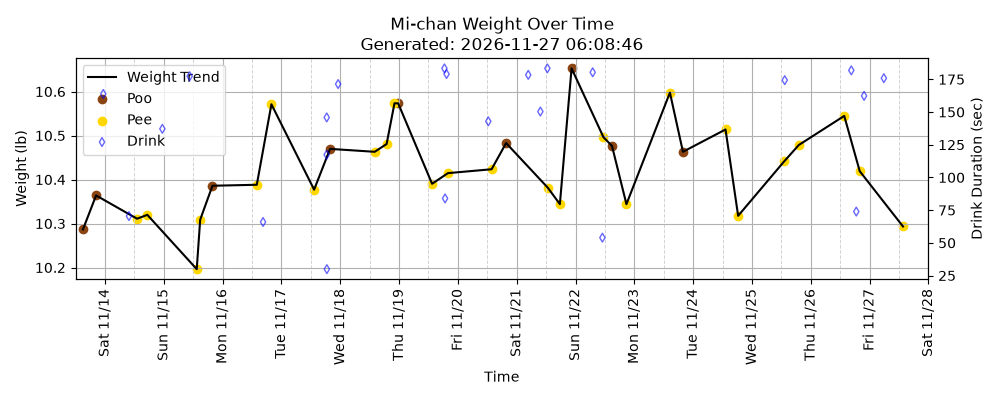 Mi-chan Weight Over Time
Generated: 2026-11-27 06:08:46
Weight Trend
Poo
Pee
Drink
Weight (lb)
10.6
10.5
10.4
10.3
10.2
Drink Duration (sec)
175
150
125
100
75
50
25
Sat 11/14
Sun 11/15
Mon 11/16
Tue 11/17
Wed 11/18
Thu 11/19
Fri 11/20
Sat 11/21
Sun 11/22
Mon 11/23
Tue 11/24
Wed 11/25
Thu 11/26
Fri 11/27
Sat 11/28
Time